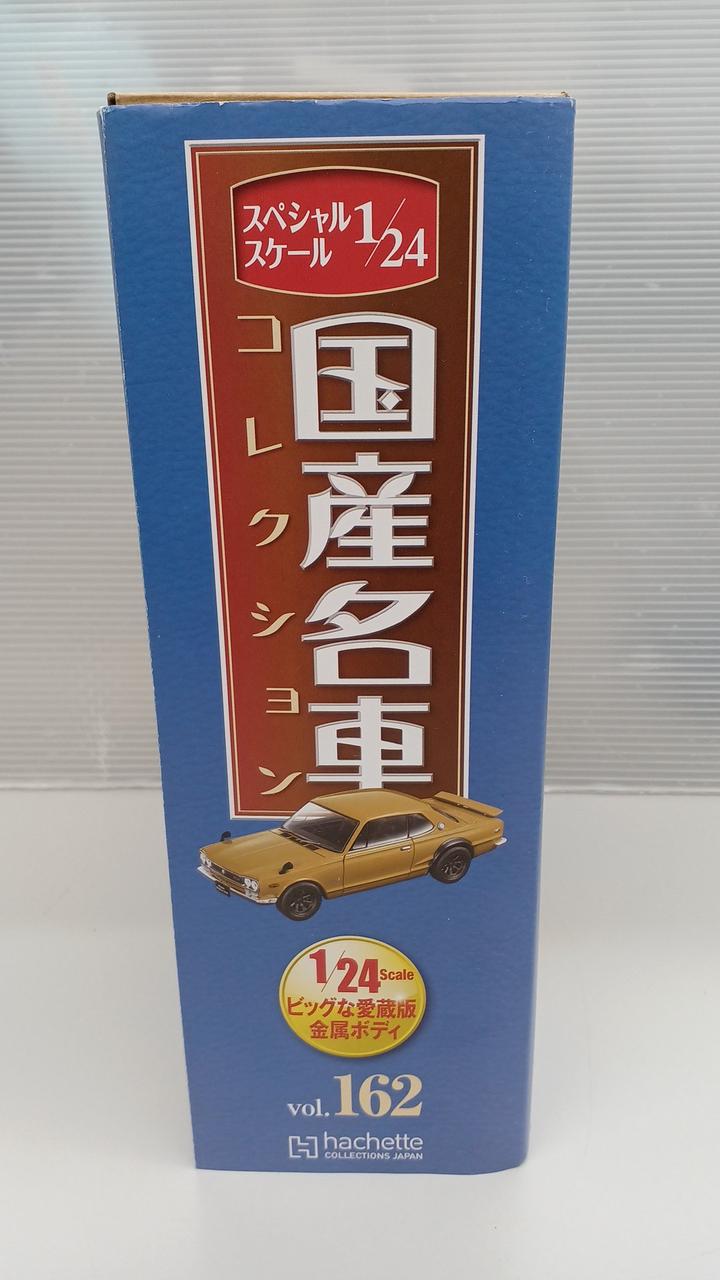 スペシャル
スケール
1/24
国産名車
コレクション
1/24 Scale
ビッグな愛蔵版
金属ボディ
vol.162
hachette
COLLECTIONS JAPAN